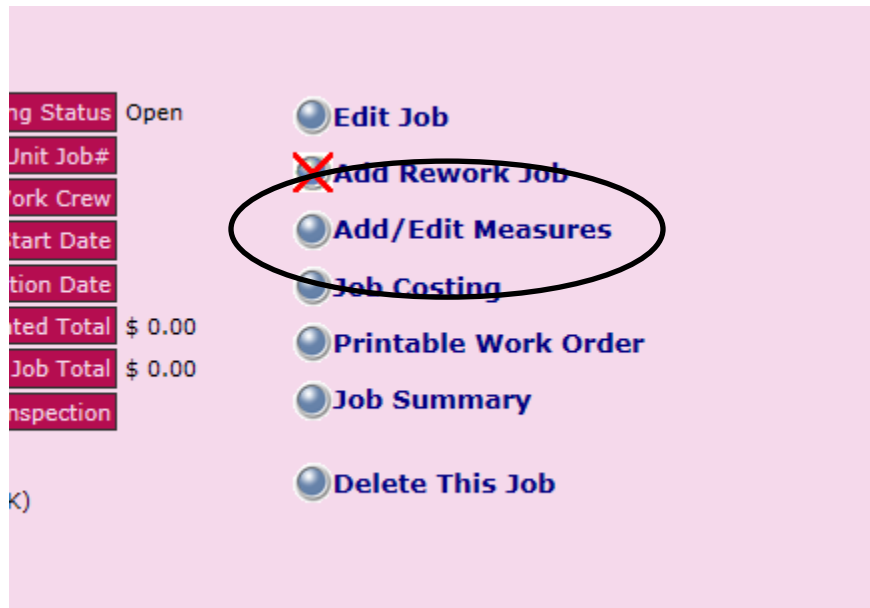 ng Status Open
Unit Job#
ork Crew
Start Date
tion Date
ted Total $ 0.00
Job Total $ 0.00
nspection
K)
Edit Job
Add Rework Job
Add/Edit Measures
Job Costing
Printable Work Order
Job Summary
Delete This Job